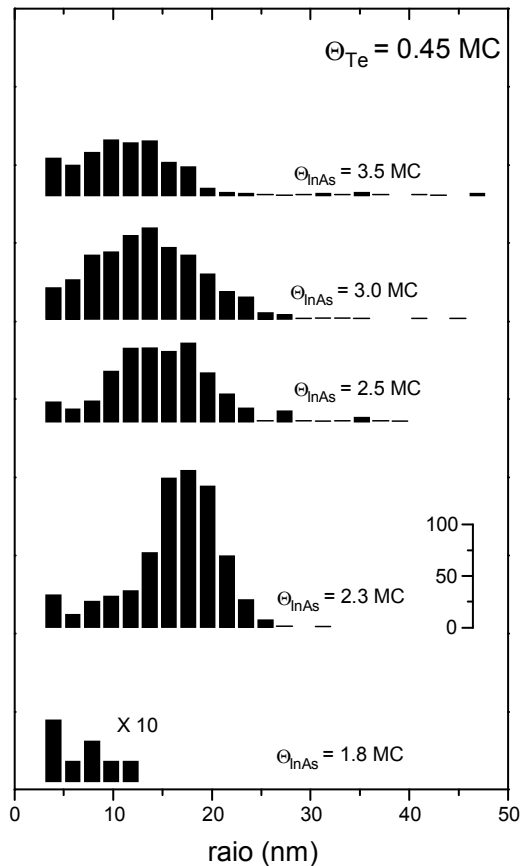 Θ_Te = 0.45 MC
Θ_InAs = 3.5 MC
Θ_InAs = 3.0 MC
Θ_InAs = 2.5 MC
100
50
0
Θ_InAs = 2.3 MC
X 10
Θ_InAs = 1.8 MC
0 10 20 30 40 50
raio (nm)